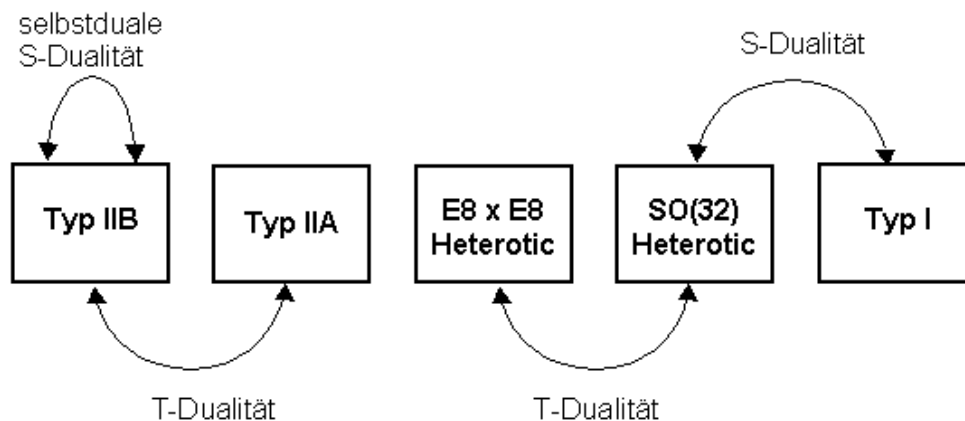 selbstduale
S-Dualität
S-Dualität
Typ IIB
Typ IIA
E8 x E8
Heterotic
SO(32)
Heterotic
Typ I
T-Dualität
T-Dualität